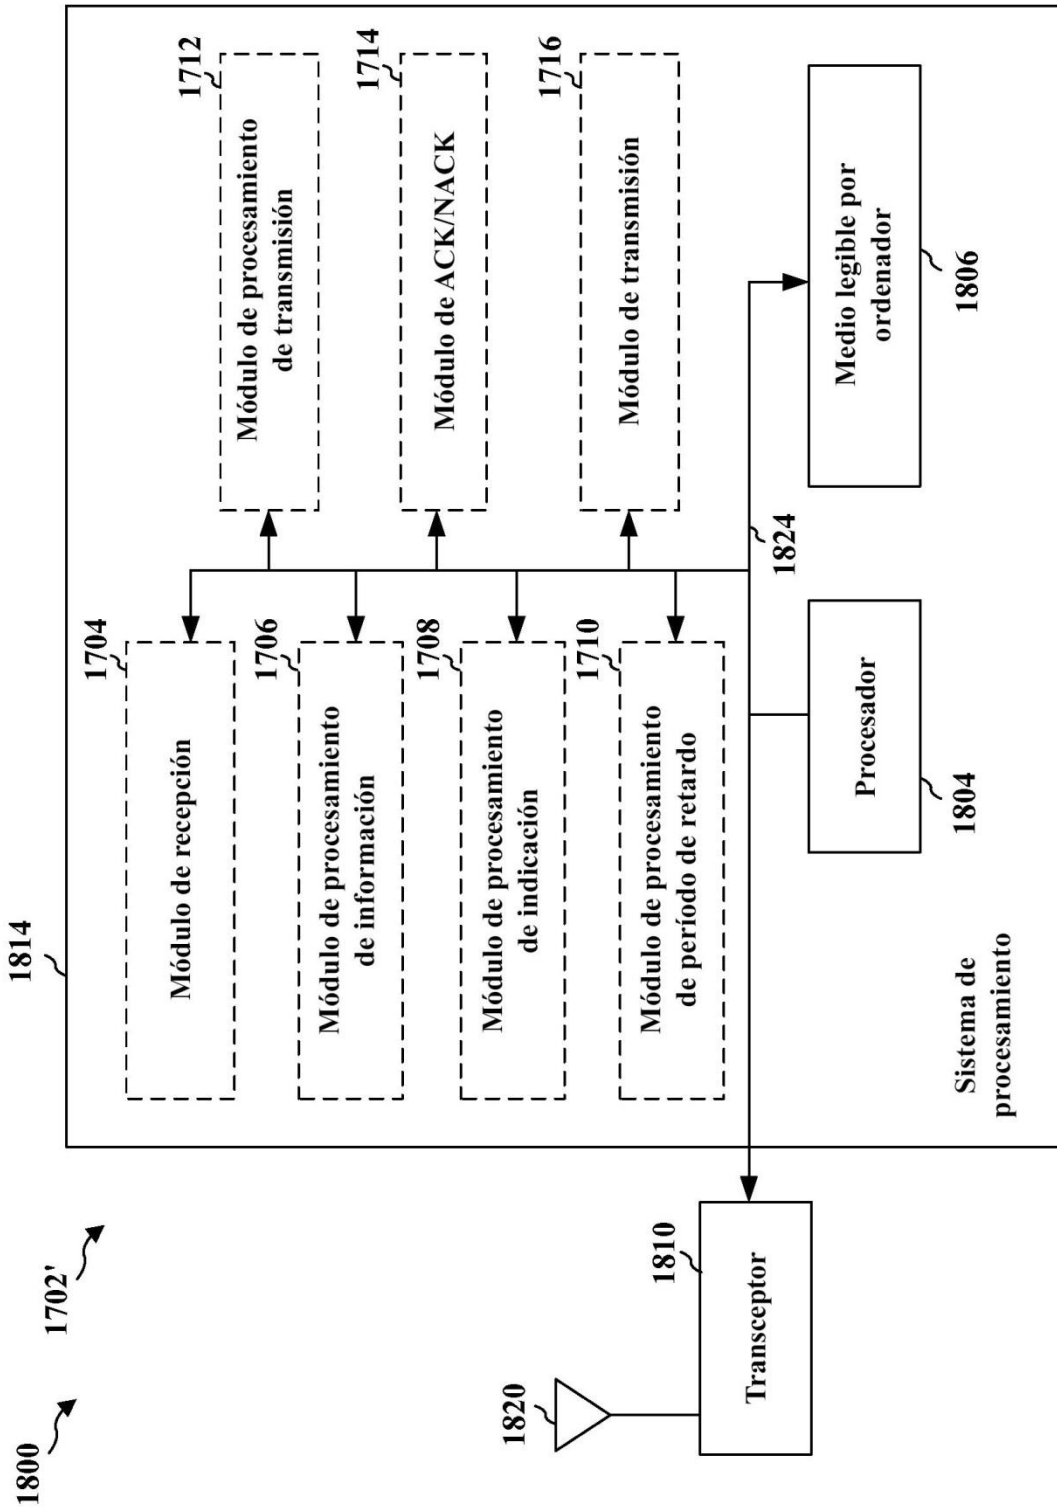 1800
1702'
1814
1704
Módulo de recepción
1706
Módulo de procesamiento
de información
1708
Módulo de procesamiento
de indicación
1710
Módulo de procesamiento
de período de retardo
1712
Módulo de procesamiento
de transmisión
1714
Módulo de ACK/NACK
1716
Módulo de transmisión
1820
1810
Transceptor
1824
Procesador
1804
Medio legible por
ordenador
1806
Sistema de
procesamiento